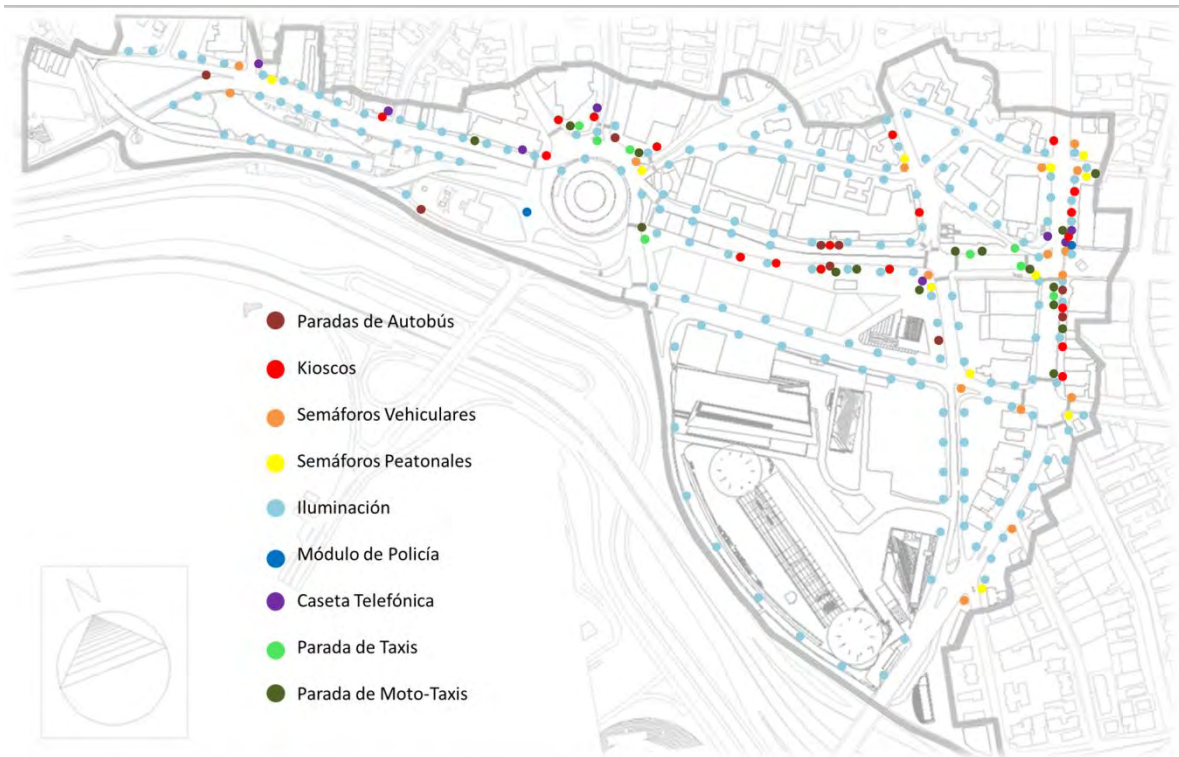 Paradas de Autobús
Kioscos
Semáforos Vehiculares
Semáforos Peatonales
Iluminación
Módulo de Policía
Caseta Telefónica
Parada de Taxis
Parada de Moto-Taxis
N